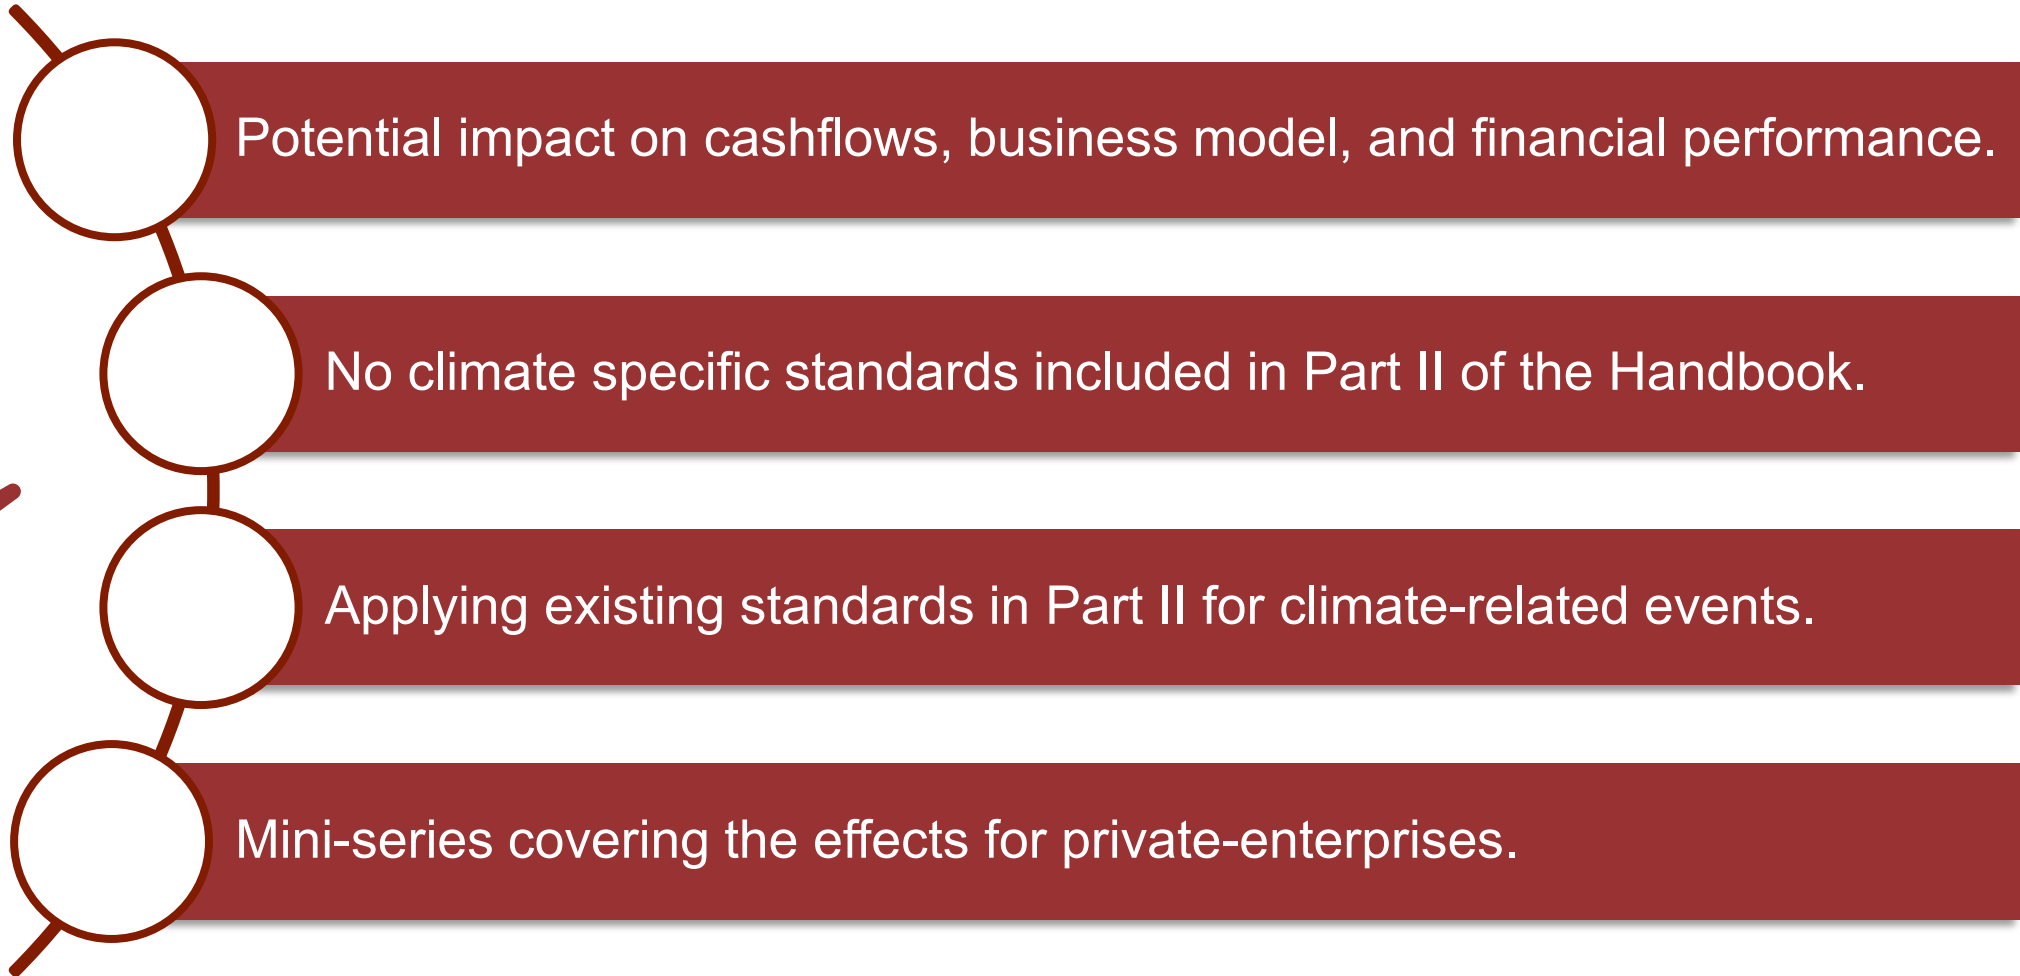 Potential impact on cashflows, business model, and financial performance.
No climate specific standards included in Part II of the Handbook.
Applying existing standards in Part II for climate-related events.
Mini-series covering the effects for private-enterprises.